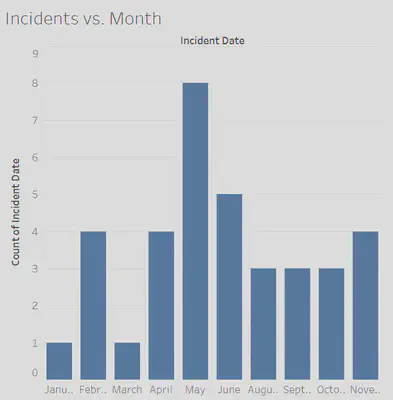 Incidents vs. Month
Incident Date
9
8
7
6
5
4
3
2
1
0
Count of Incident Date
Janu.. Febr.. March April May June Augu.. Sept.. Octo.. Nove..